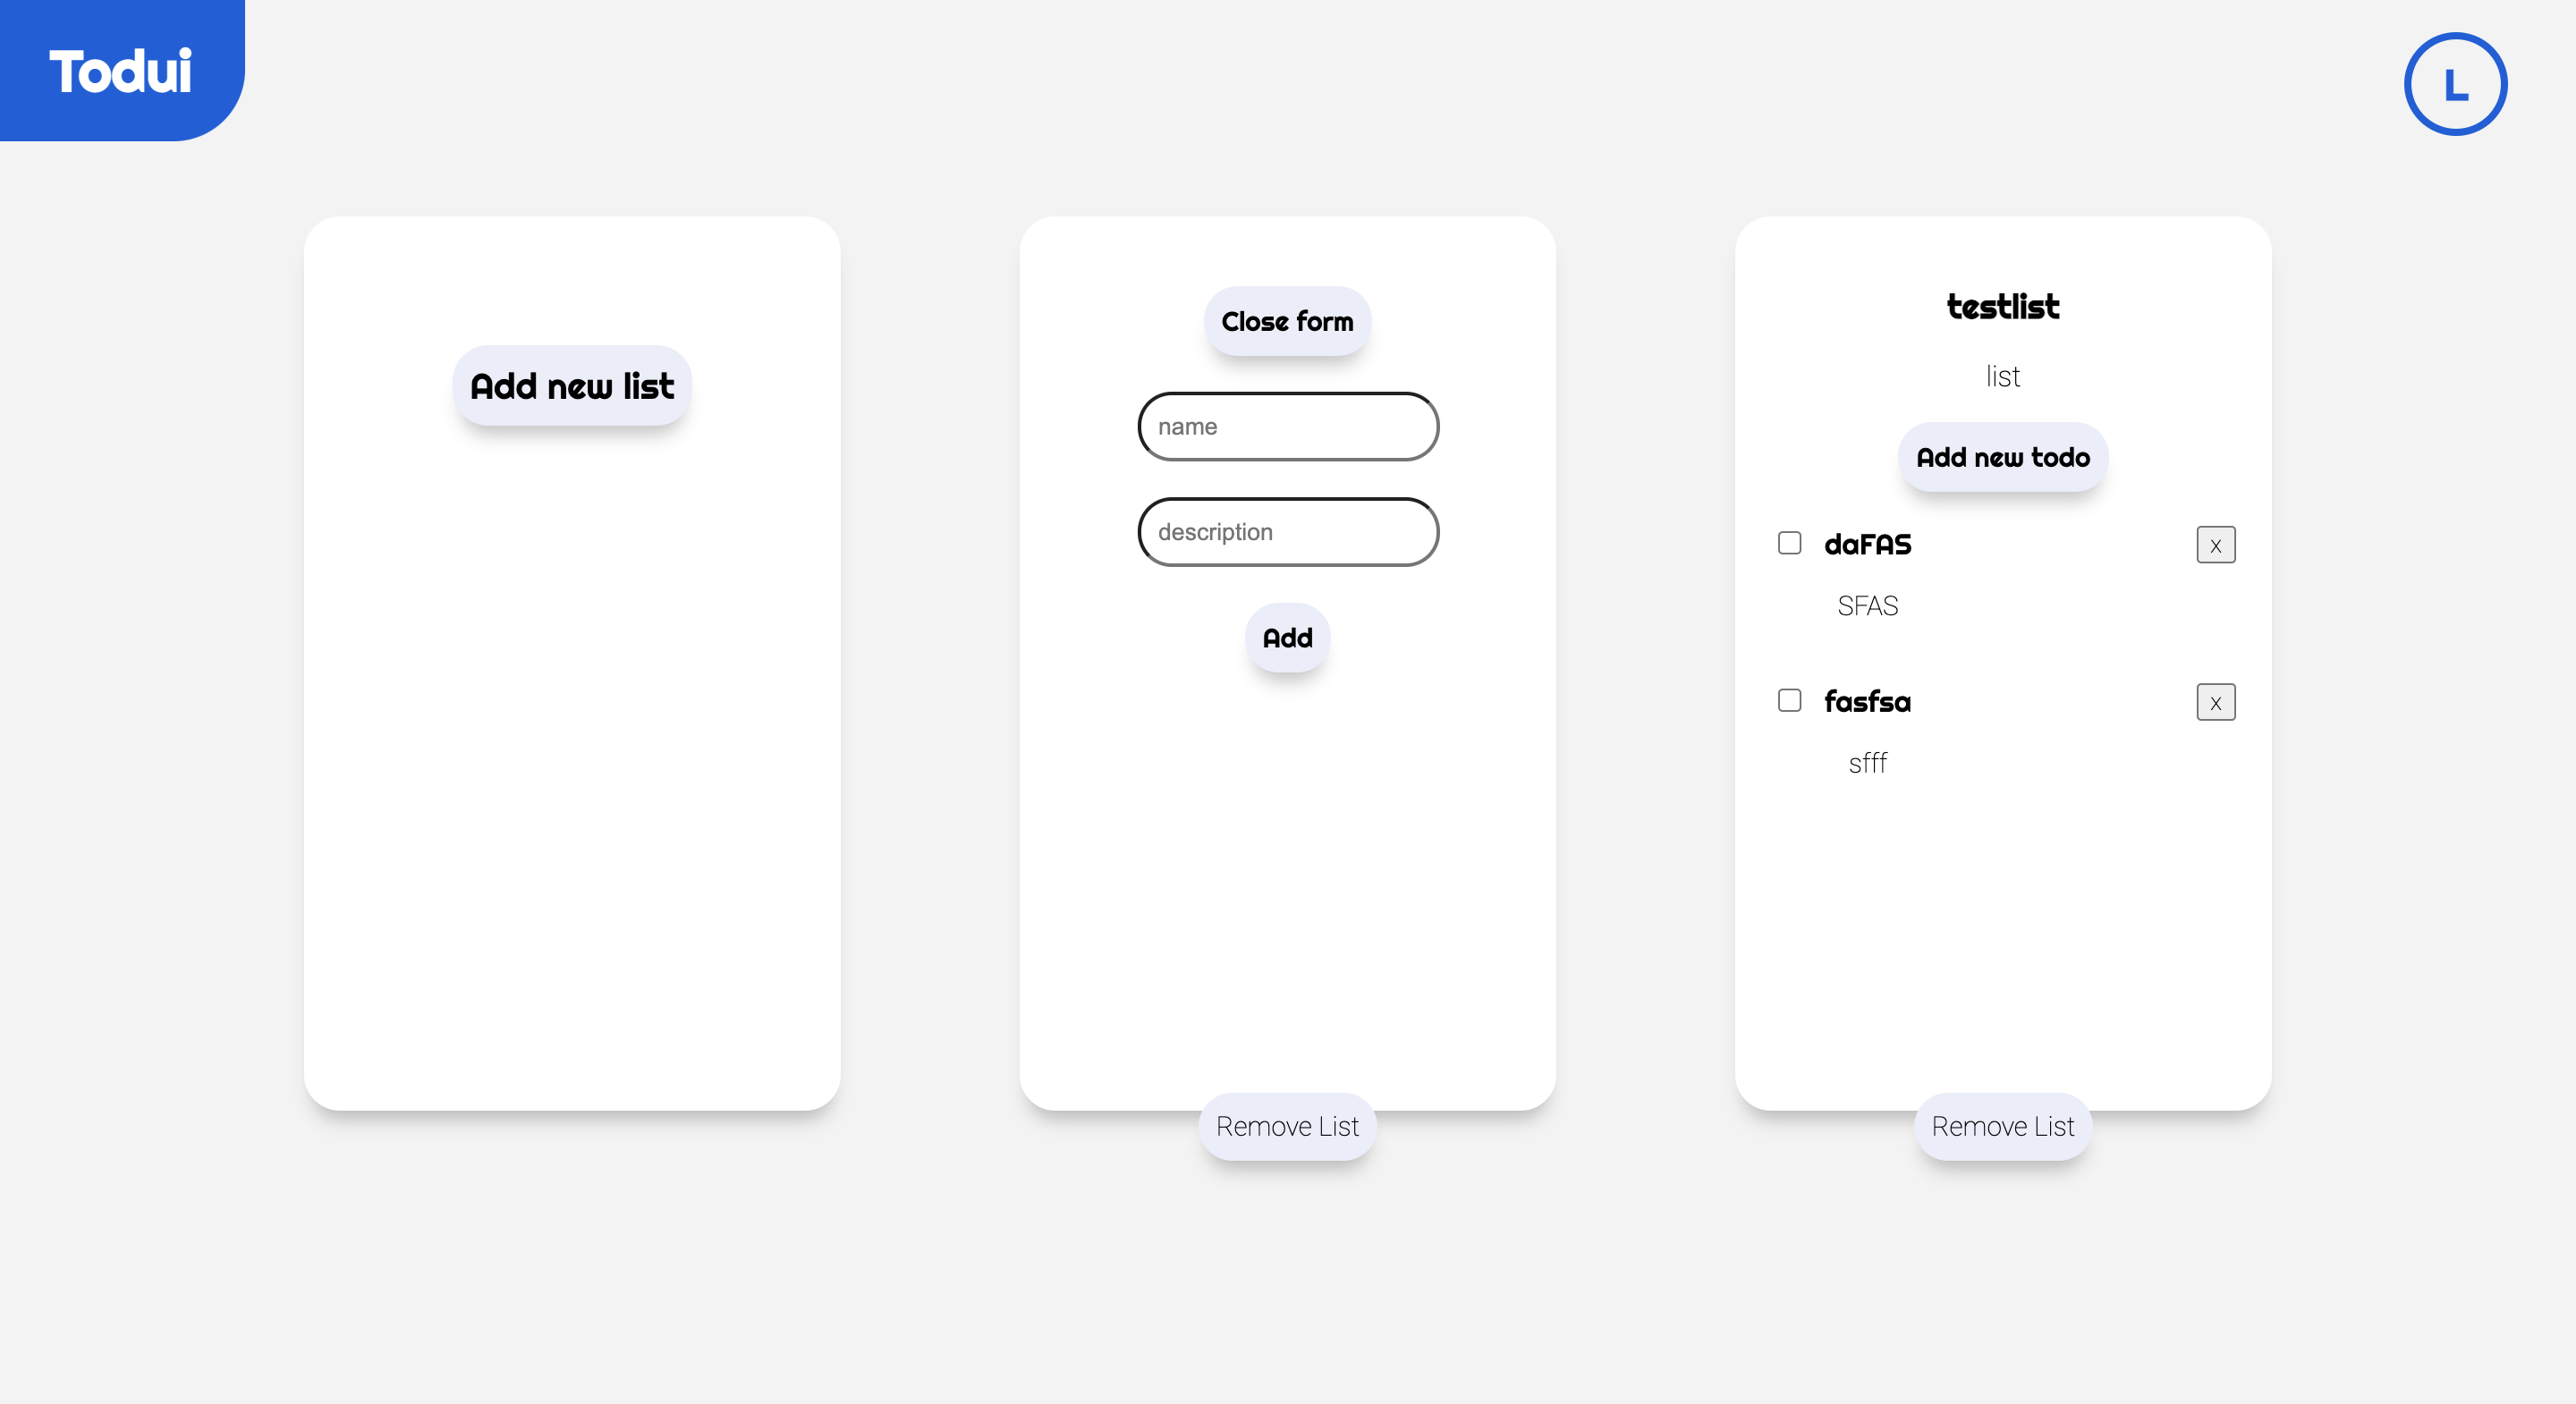 Todui
L
Add new list
Close form
name
description
Add
Remove List
testlist
list
Add new todo
daFAS
x
SFAS
fasfsa
x
sfff
Remove List